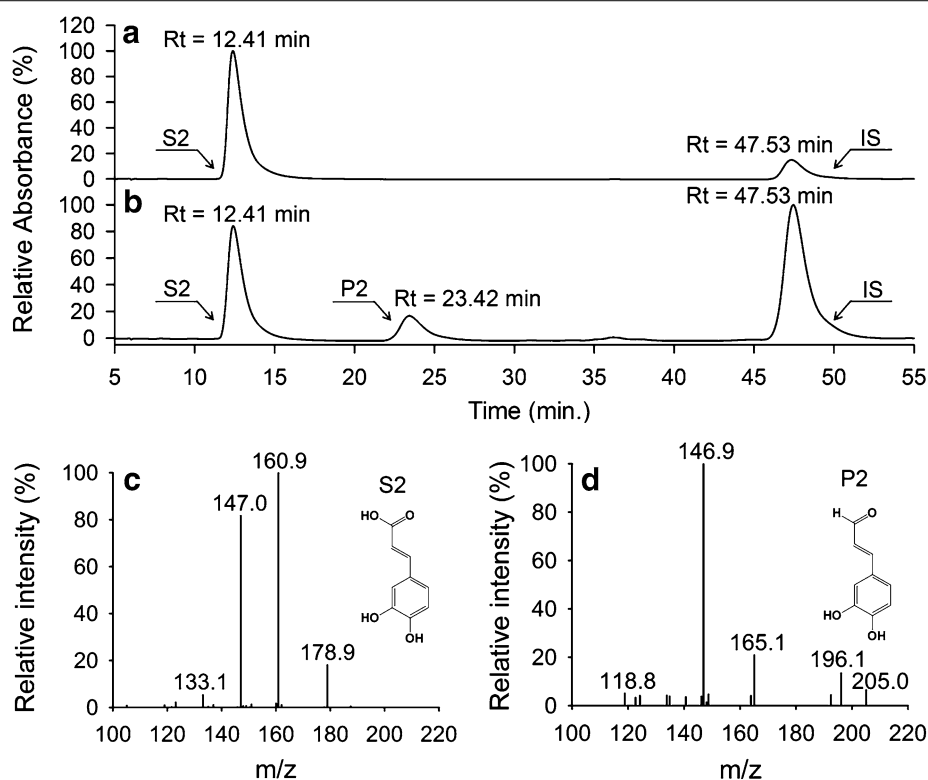 a
Rt = 12.41 min
S2
Rt = 47.53 min
IS
120
100
80
60
40
20
0
Relative Absorbance (%)
b
Rt = 12.41 min
S2
P2
Rt = 23.42 min
Rt = 47.53 min
IS
100
80
60
40
20
0
5 10 15 20 25 30 35 40 45 50 55
Time (min.)
c
160.9
147.0
133.1
178.9
S2
HO O
HO
OH
100
80
60
40
20
0
Relative intensity (%)
100 120 140 160 180 200 220
m/z
d
146.9
118.8
165.1
196.1
205.0
P2
H O
HO
OH
100
80
60
40
20
0
Relative intensity (%)
100 120 140 160 180 200 220
m/z